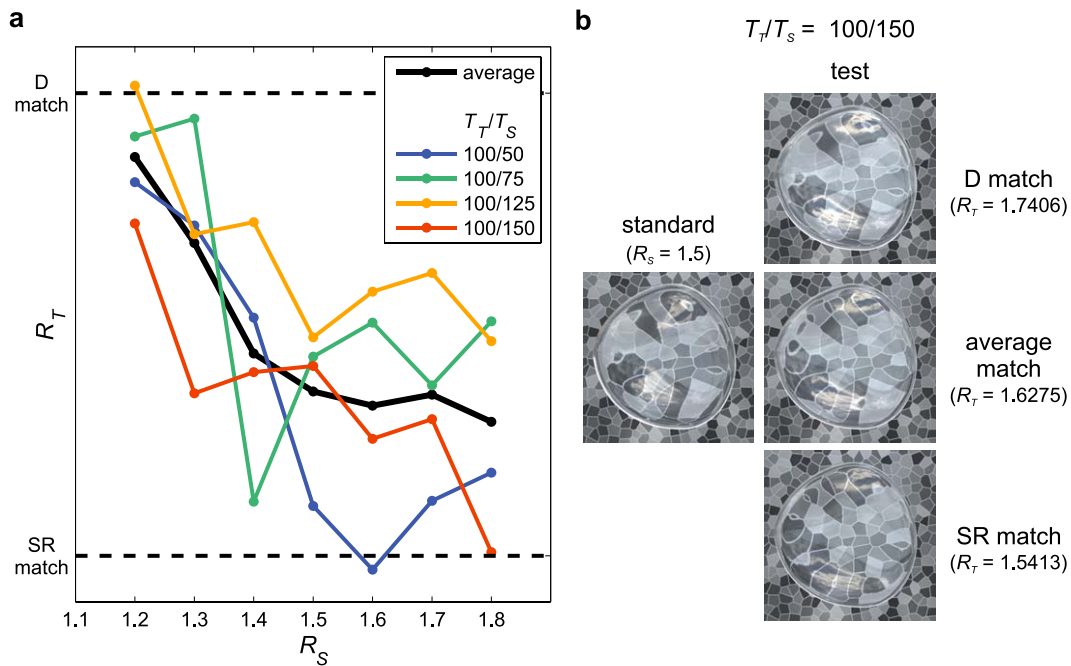 a
D
match
SR
match
R_T
1.1 1.2 1.3 1.4 1.5 1.6 1.7 1.8
R_S
average
T_T/T_S
100/50
100/75
100/125
100/150
b
T_T/T_S = 100/150
test
standard
(R_S = 1.5)
D match
(R_T = 1.7406)
average
match
(R_T = 1.6275)
SR match
(R_T = 1.5413)